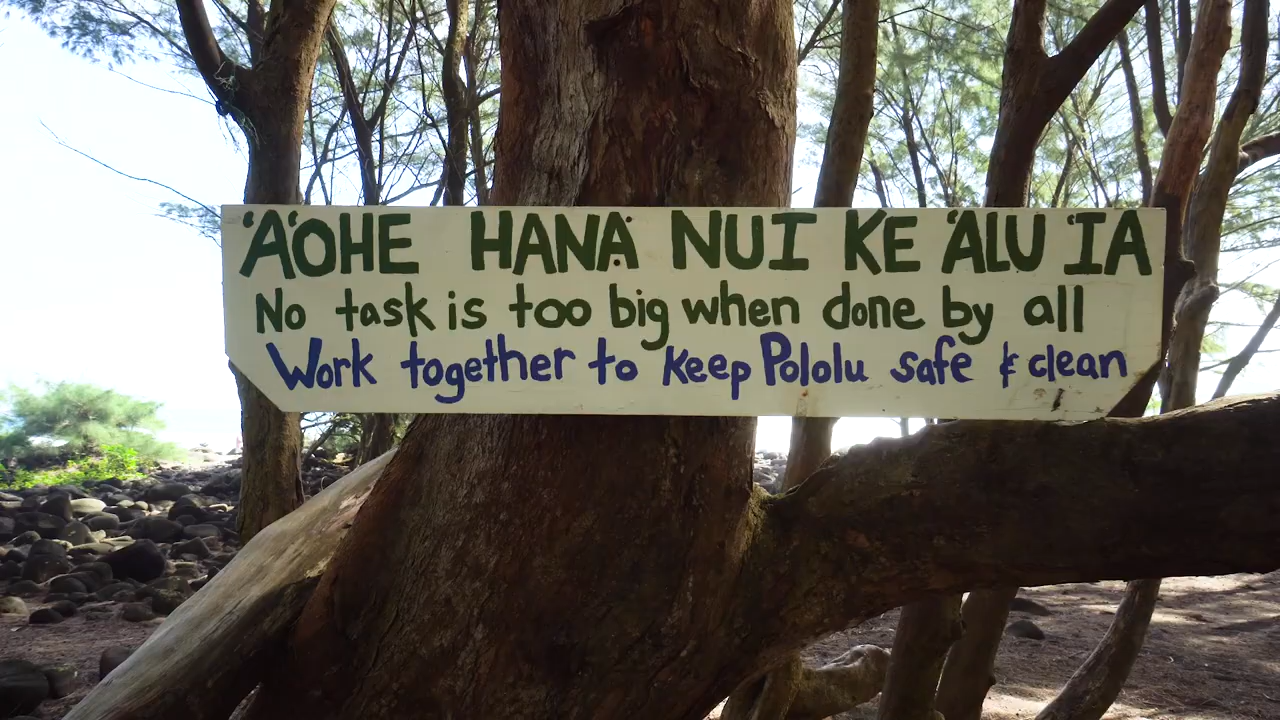 ʻAʻOHE HANA NUI KE ʻALU ʻIA
No task is too big when done by all
Work together to keep Pololu safe & clean